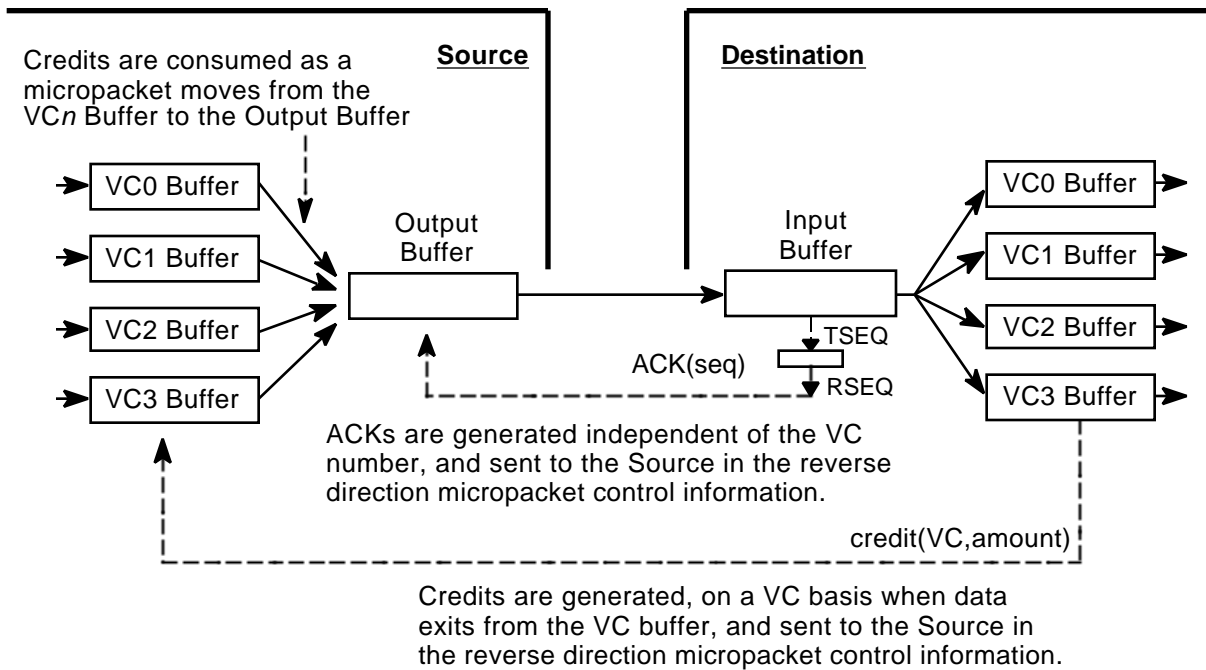 Source
Destination
Credits are consumed as a
micropacket moves from the
VCn Buffer to the Output Buffer
VC0 Buffer
VC1 Buffer
VC2 Buffer
VC3 Buffer
Output
Buffer
Input
Buffer
VC0 Buffer
VC1 Buffer
VC2 Buffer
VC3 Buffer
TSEQ
ACK(seq)
RSEQ
ACKs are generated independent of the VC
number, and sent to the Source in the reverse
direction micropacket control information.
credit(VC,amount)
Credits are generated, on a VC basis when data
exits from the VC buffer, and sent to the Source in
the reverse direction micropacket control information.